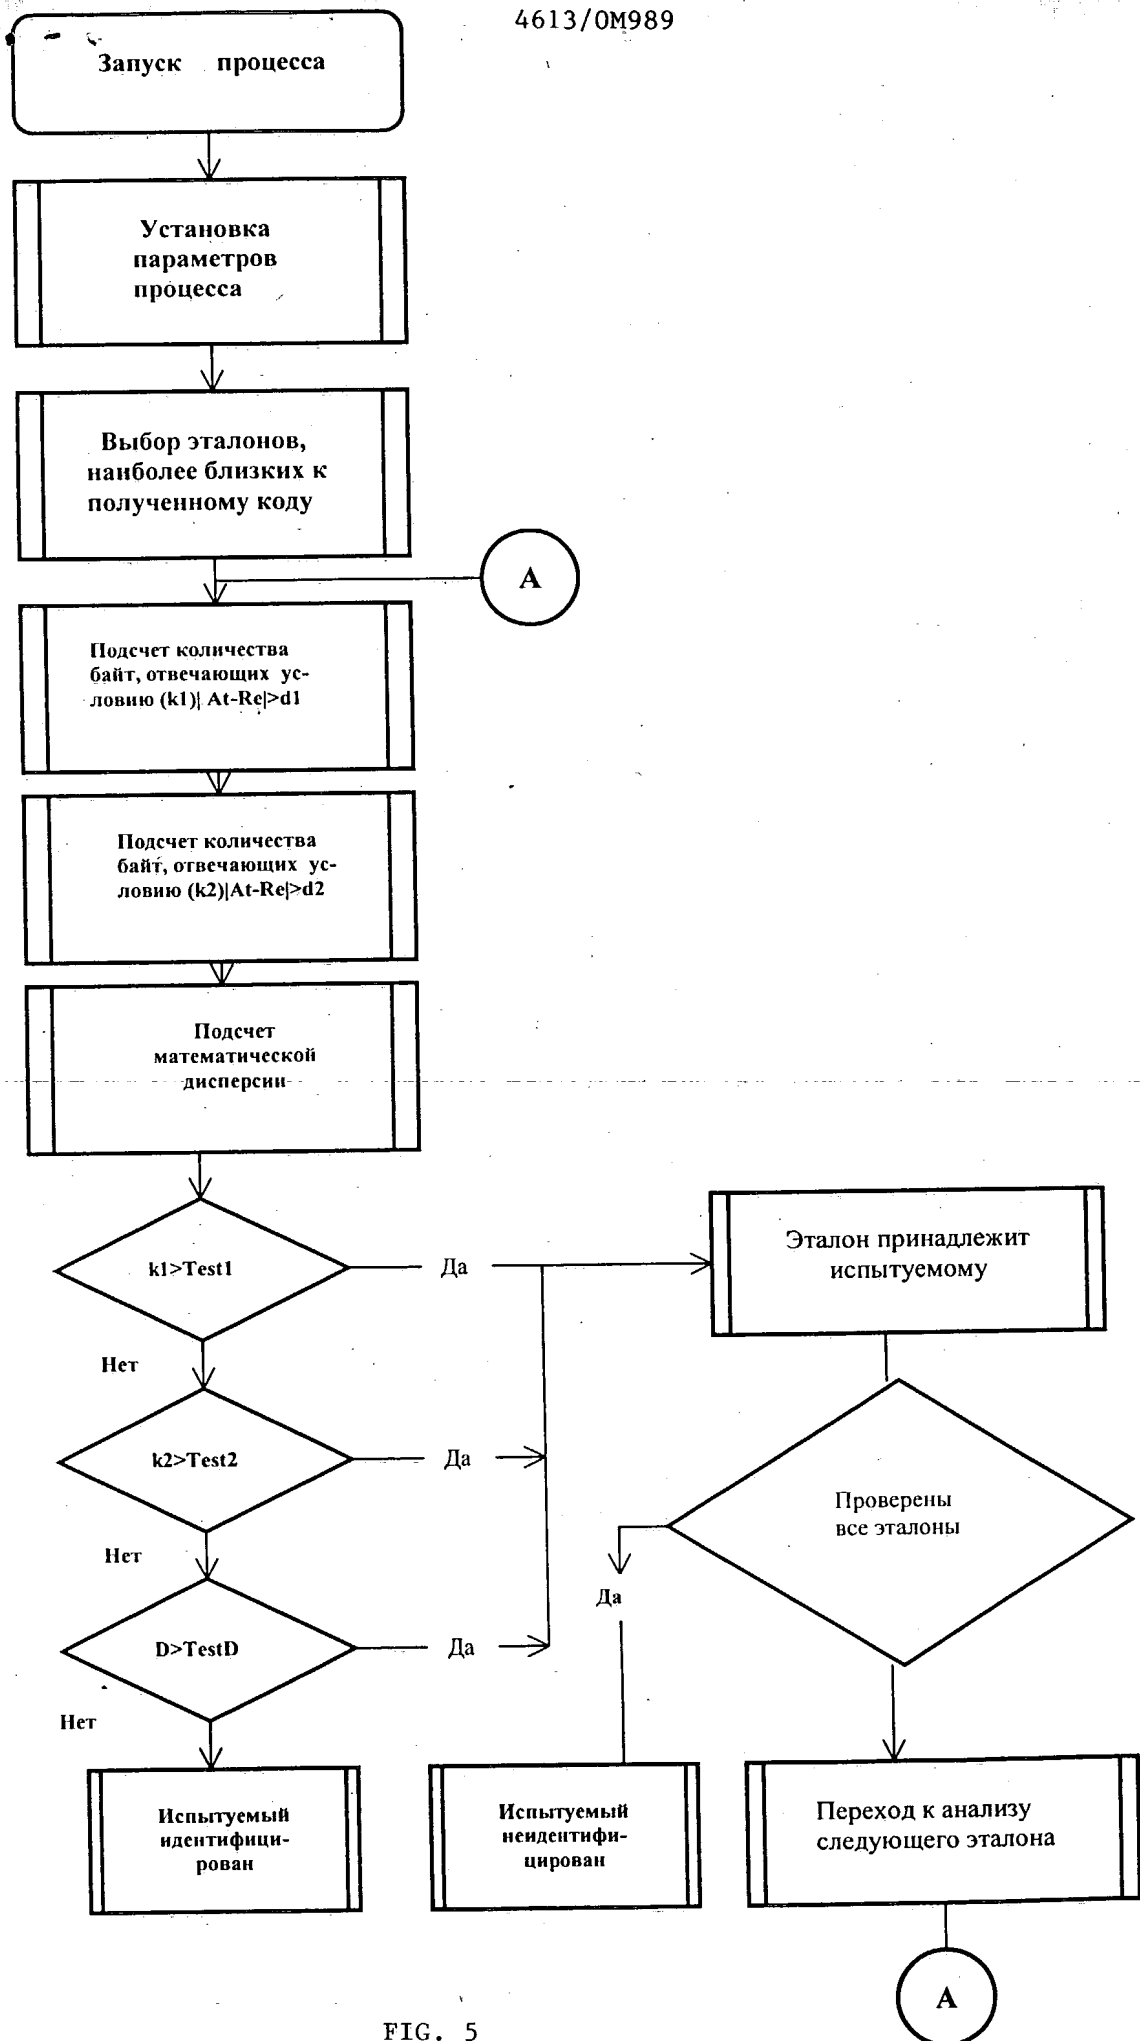 4613/OM989
Запуск процесса
Установка
параметров
процесса
Выбор эталонов,
наиболее близких к
полученному коду
А
Подсчет количества
байт, отвечающих ус-
ловию (k1)| At-Re|>d1
Подсчет количества
байт, отвечающих ус-
ловию (k2)|At-Re|>d2
Подсчет
математической
дисперсии
k1>Test1
Да
Эталон принадлежит
испытуемому
Нет
k2>Test2
Да
Проверены
все эталоны
Нет
Да
D>TestD
Да
Нет
Испытуемый
идентифици-
рован
Испытуемый
неидентифи-
цирован
Переход к анализу
следующего эталона
А
FIG. 5